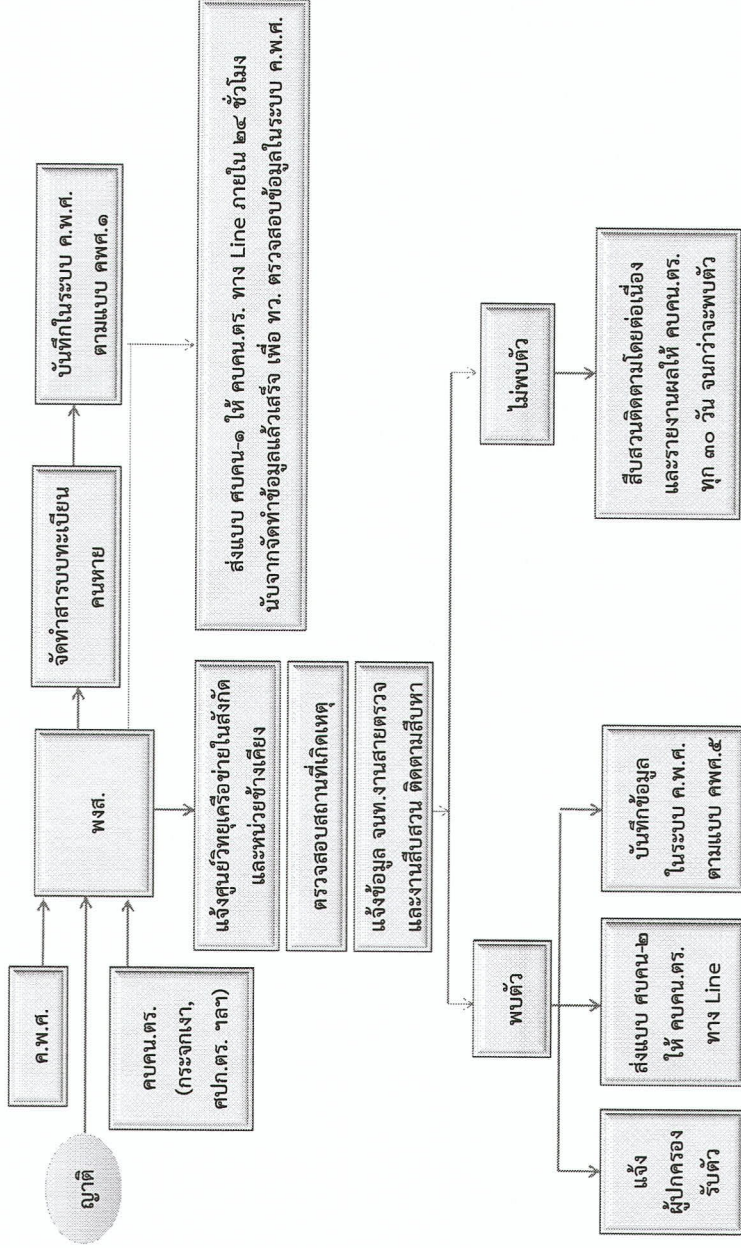 ญาติ
ค.พ.ศ.
คบคน.ตร.
(กระจกเงา,
ศปก.ตร. ฯลฯ)
พงส.
จัดทำสารบบทะเบียน
คนหาย
บันทึกในระบบ ค.พ.ศ.
ตามแบบ คพศ.๑
ส่งแบบ ศบคน-๑ ให้ คบคน.ตร. ทาง Line ภายใน ๒๔ ชั่วโมง
นับจากจัดทำข้อมูลแล้วเสร็จ เพื่อ ทว. ตรวจสอบข้อมูลในระบบ ค.พ.ศ.
แจ้งศูนย์วิทยุเครือข่ายในสังกัด
และหน่วยข้างเคียง
ตรวจสอบสถานที่เกิดเหตุ
แจ้งข้อมูล จนท.งานสายตรวจ
และงานสืบสวน ติดตามสืบหา
พบตัว
ไม่พบตัว
แจ้ง
ผู้ปกครอง
รับตัว
ส่งแบบ ศบคน-๒
ให้ คบคน.ตร.
ทาง Line
บันทึกข้อมูล
ในระบบ ค.พ.ศ.
ตามแบบ คพศ.๕
สืบสวนติดตามโดยต่อเนื่อง
และรายงานผลให้ คบคน.ตร.
ทุก ๓๐ วัน จนกว่าจะพบตัว